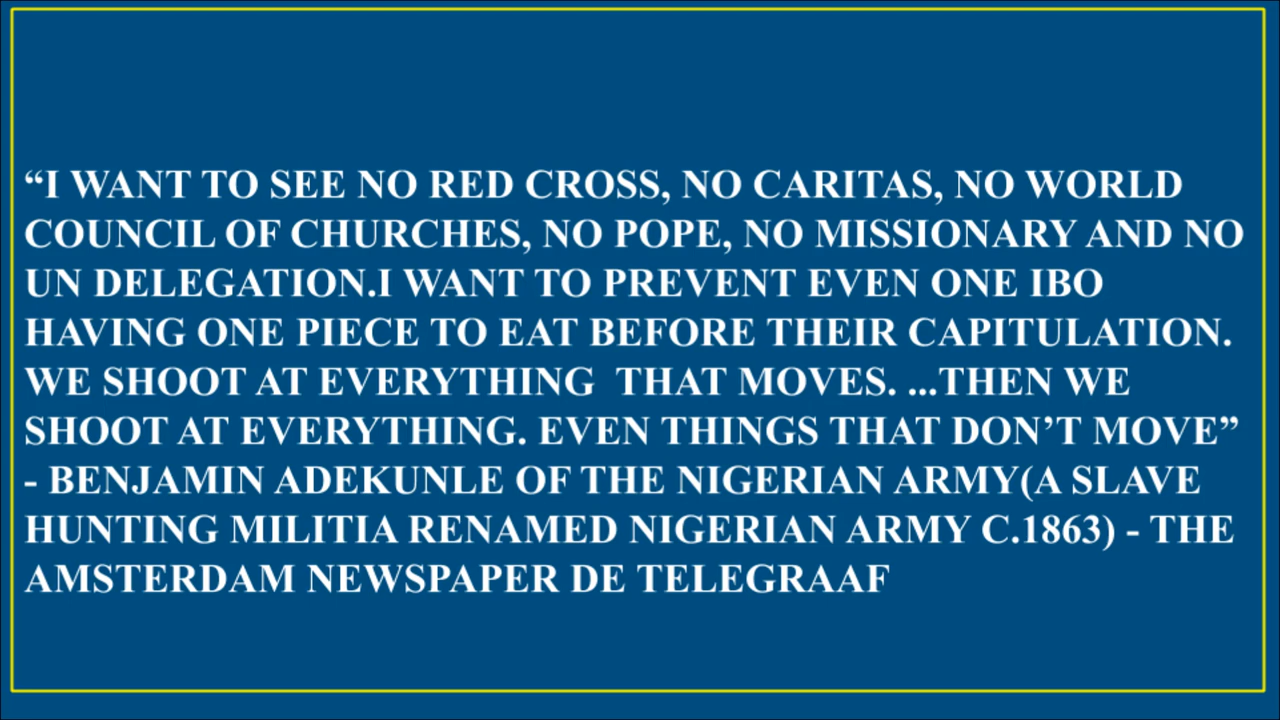 “I WANT TO SEE NO RED CROSS, NO CARITAS, NO WORLD
COUNCIL OF CHURCHES, NO POPE, NO MISSIONARY AND NO
UN DELEGATION.I WANT TO PREVENT EVEN ONE IBO
HAVING ONE PIECE TO EAT BEFORE THEIR CAPITULATION.
WE SHOOT AT EVERYTHING  THAT MOVES. ...THEN WE
SHOOT AT EVERYTHING. EVEN THINGS THAT DON’T MOVE”
- BENJAMIN ADEKUNLE OF THE NIGERIAN ARMY(A SLAVE
HUNTING MILITIA RENAMED NIGERIAN ARMY C.1863) - THE
AMSTERDAM NEWSPAPER DE TELEGRAAF